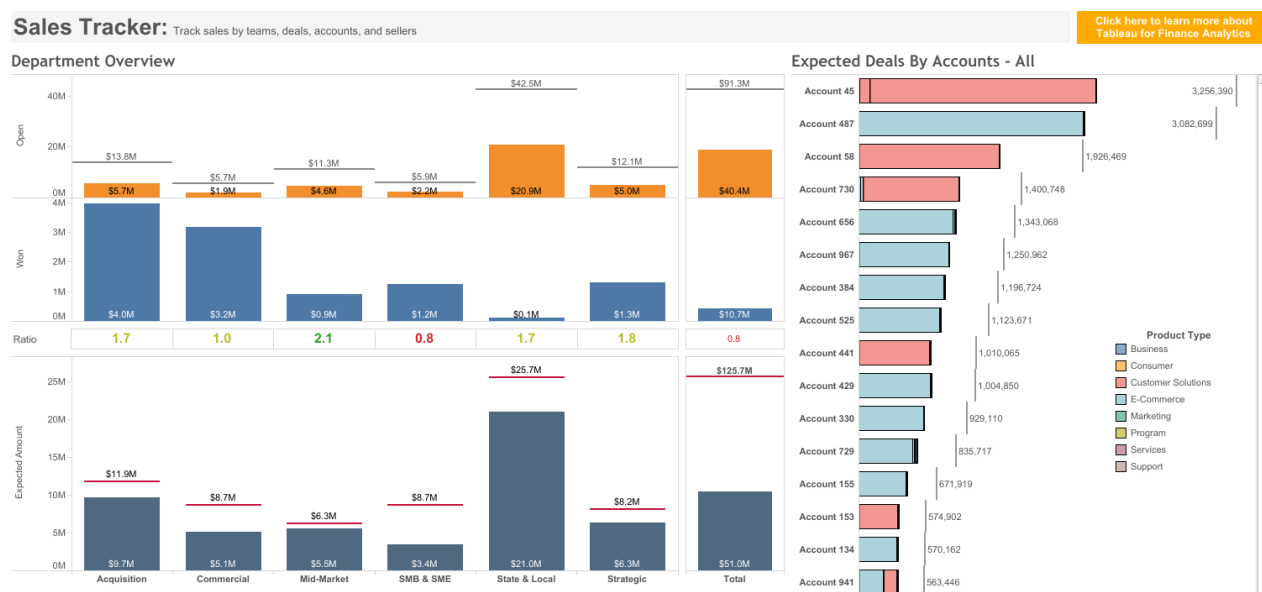 Sales Tracker: Track sales by teams, deals, accounts, and sellers
Click here to learn more about
Tableau for Finance Analytics
Department Overview
Open
40M
20M
0M
$13.8M
$5.7M
$11.3M
$5.9M
$42.5M
$12.1M
$91.3M
$5.7M
$1.9M
$4.6M
$2.2M
$20.9M
$5.0M
$40.4M
Won
4M
3M
2M
1M
0M
$4.0M
$3.2M
$0.9M
$1.2M
$0.1M
$1.3M
$10.7M
Ratio
1.7
1.0
2.1
0.8
1.7
1.8
0.8
Expected Amount
25M
20M
15M
10M
5M
0M
$11.9M
$8.7M
$6.3M
$8.7M
$25.7M
$8.2M
$125.7M
$9.7M
$5.1M
$5.5M
$3.4M
$21.0M
$6.3M
$51.0M
Acquisition
Commercial
Mid-Market
SMB & SME
State & Local
Strategic
Total
Expected Deals By Accounts - All
Account 45
3,256,390
Account 487
3,082,699
Account 58
1,926,469
Account 730
1,400,748
Account 656
1,343,068
Account 967
1,250,962
Account 384
1,196,724
Account 525
1,123,671
Account 441
1,010,065
Account 429
1,004,850
Account 330
929,110
Account 729
835,717
Account 155
671,919
Account 153
574,902
Account 134
570,162
Account 941
563,446
Product Type
Business
Consumer
Customer Solutions
E-Commerce
Marketing
Program
Services
Support